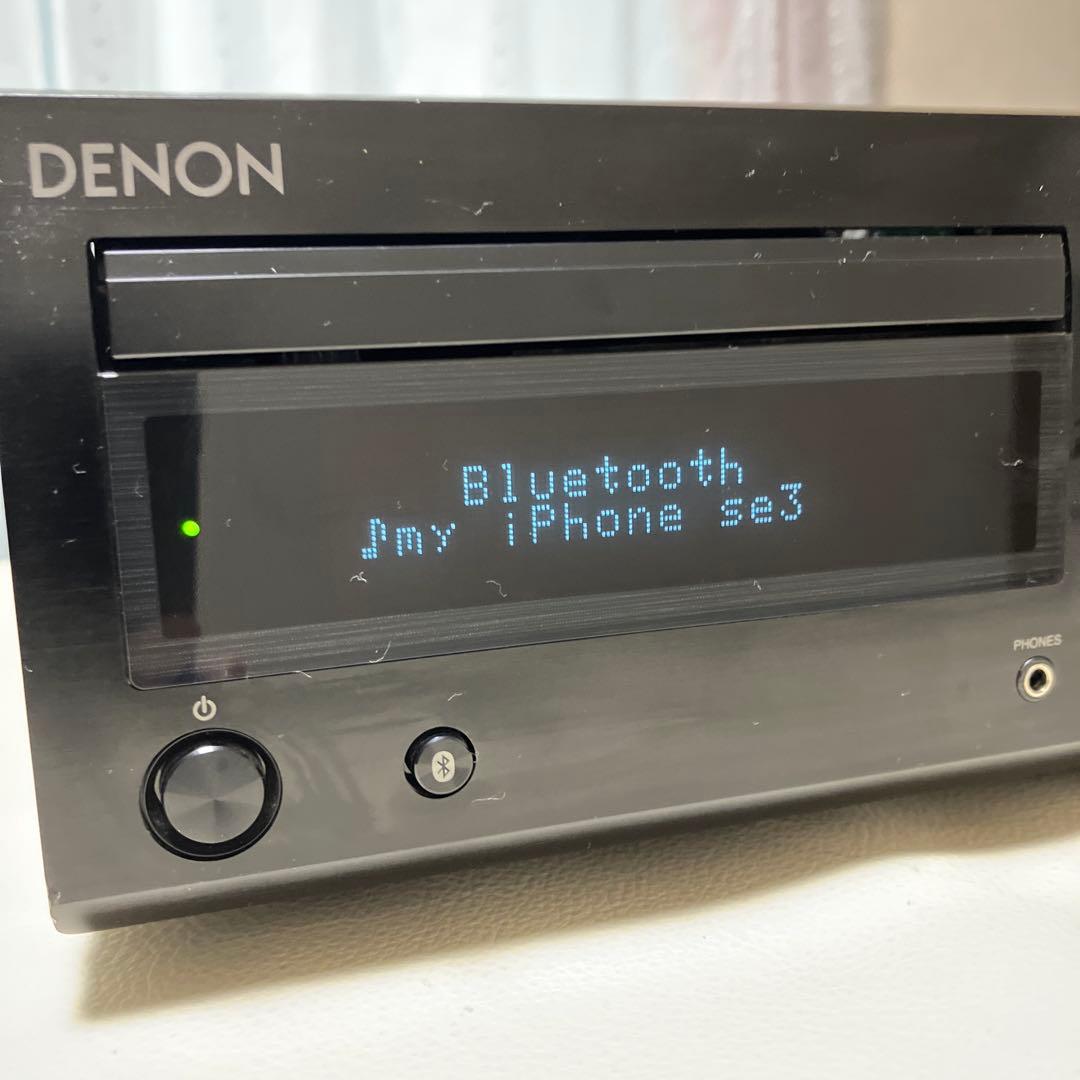 DENON
Bluetooth
♪my iPhone se3
PHONES